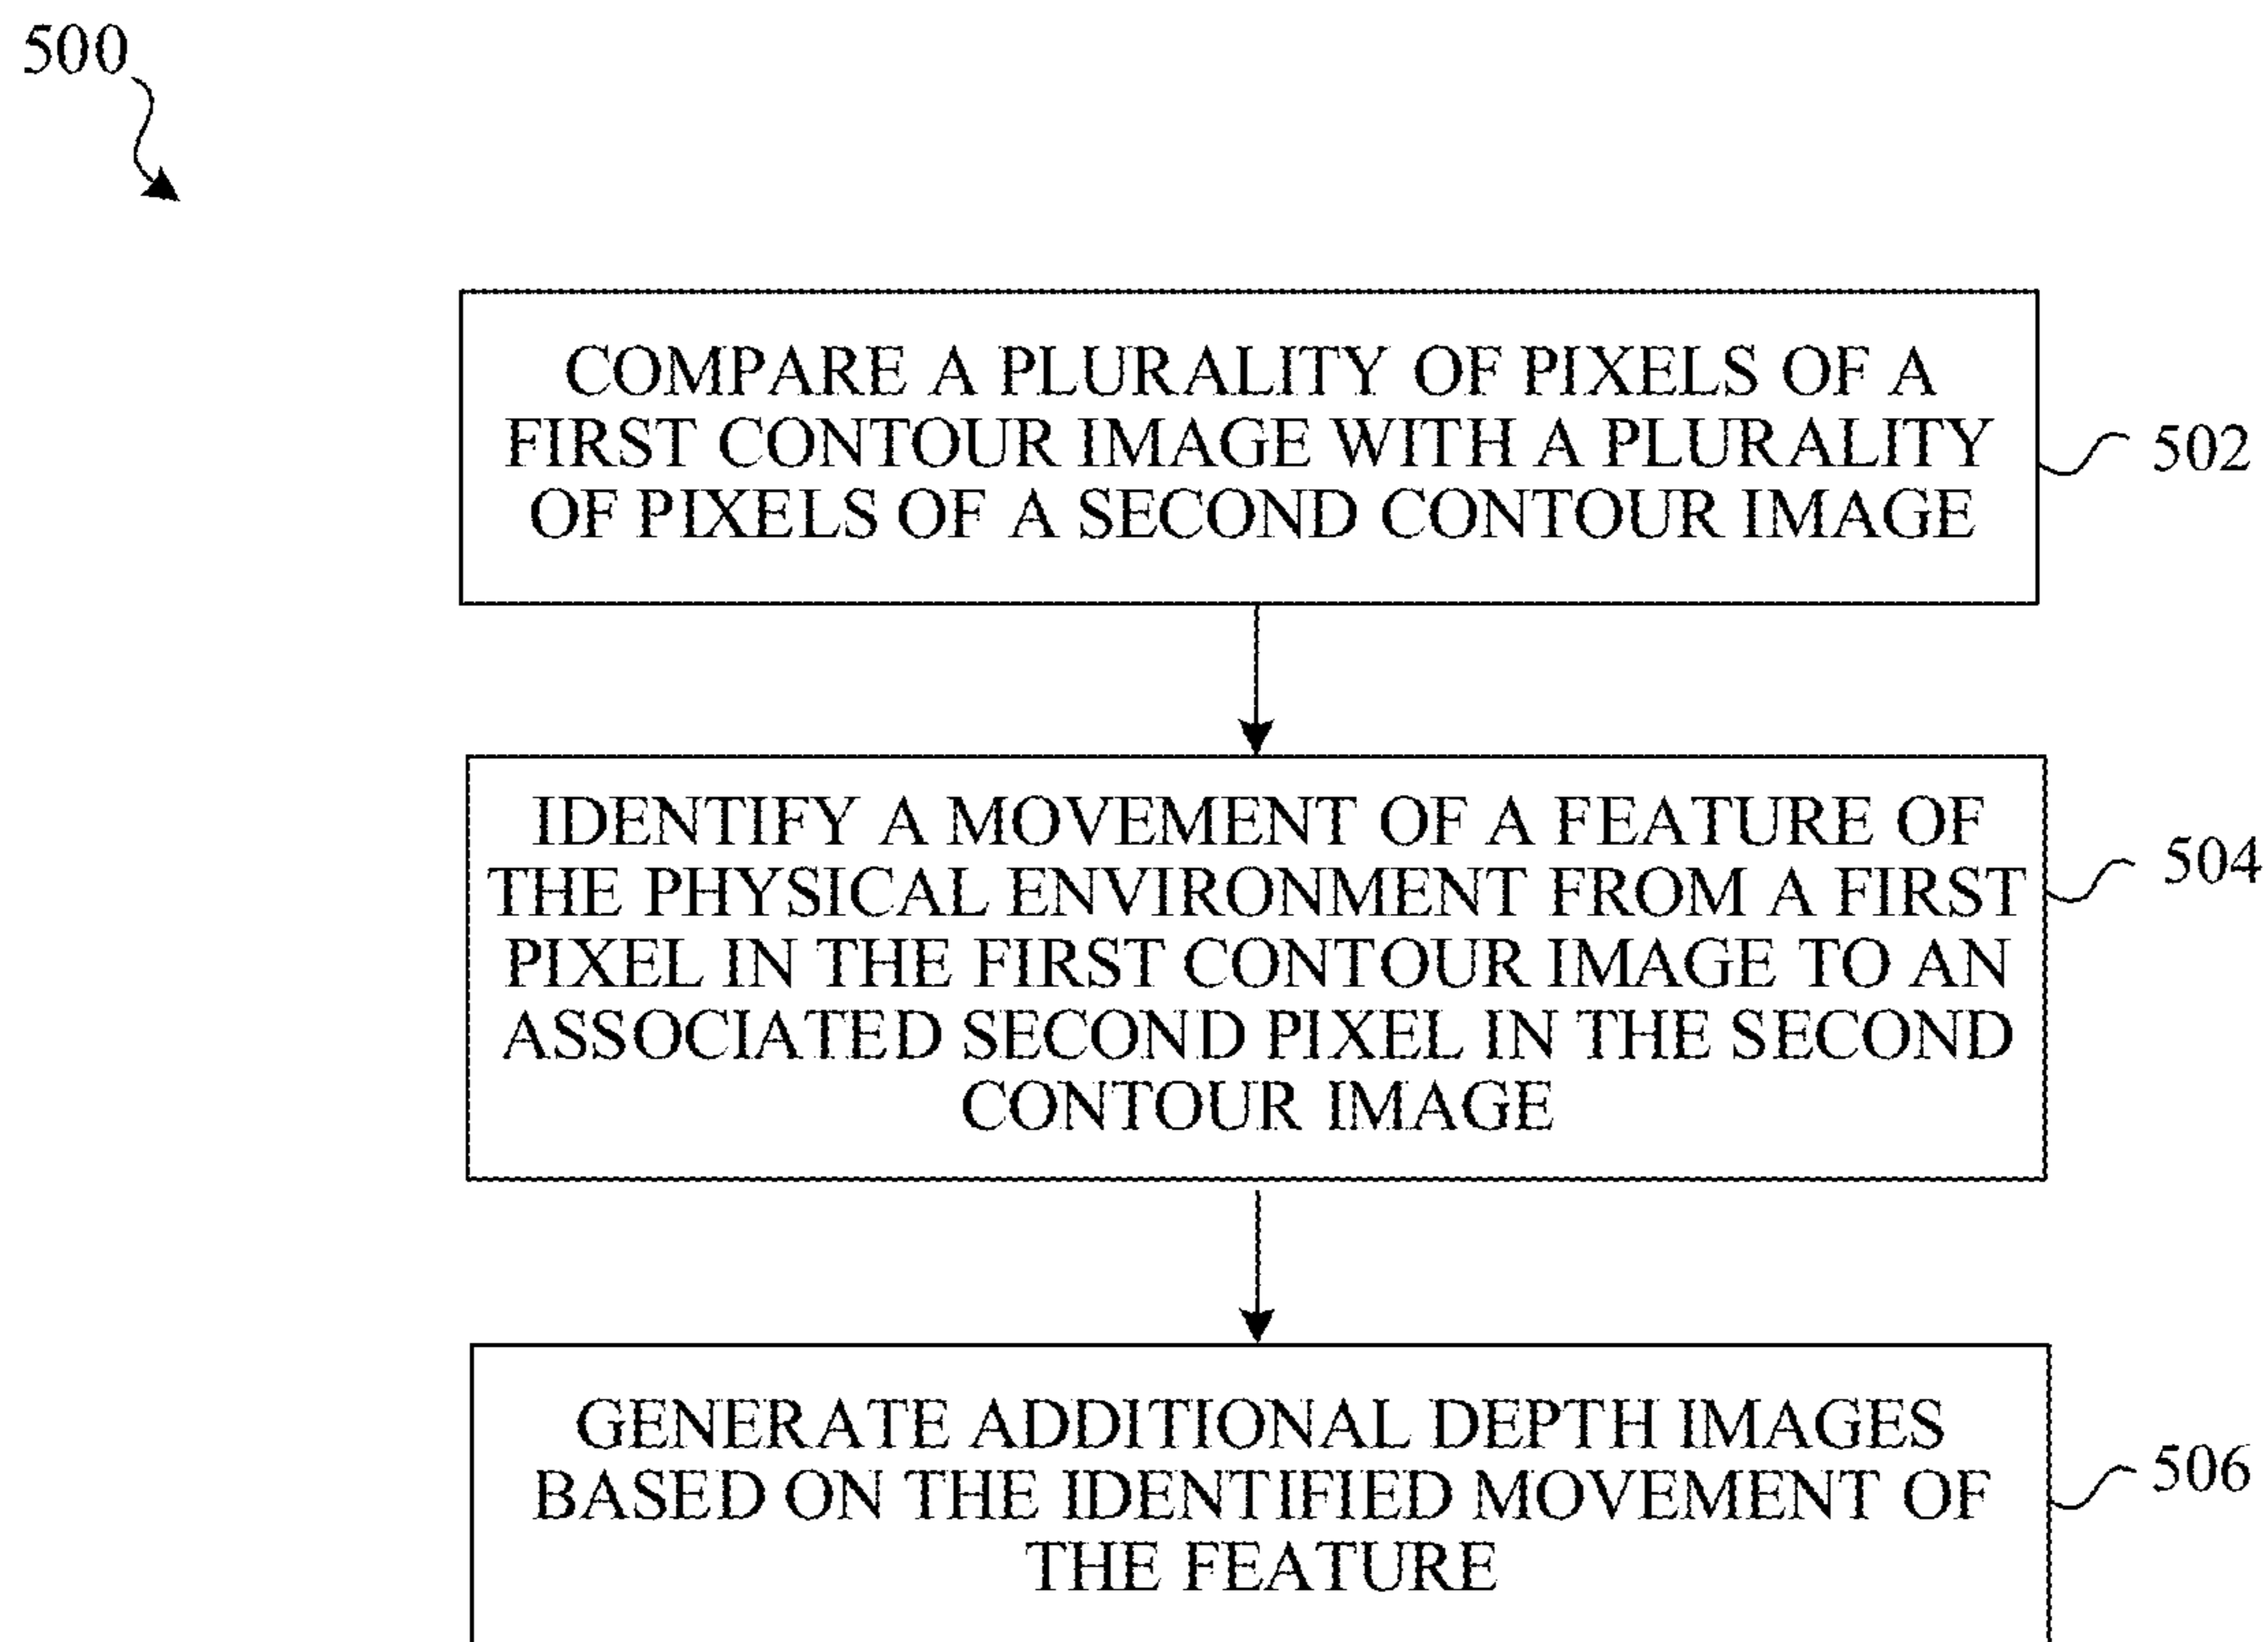 500
COMPARE A PLURALITY OF PIXELS OF A
FIRST CONTOUR IMAGE WITH A PLURALITY
OF PIXELS OF A SECOND CONTOUR IMAGE
502
IDENTIFY A MOVEMENT OF A FEATURE OF
THE PHYSICAL ENVIRONMENT FROM A FIRST
PIXEL IN THE FIRST CONTOUR IMAGE TO AN
ASSOCIATED SECOND PIXEL IN THE SECOND
CONTOUR IMAGE
504
GENERATE ADDITIONAL DEPTH IMAGES
BASED ON THE IDENTIFIED MOVEMENT OF
THE FEATURE
506